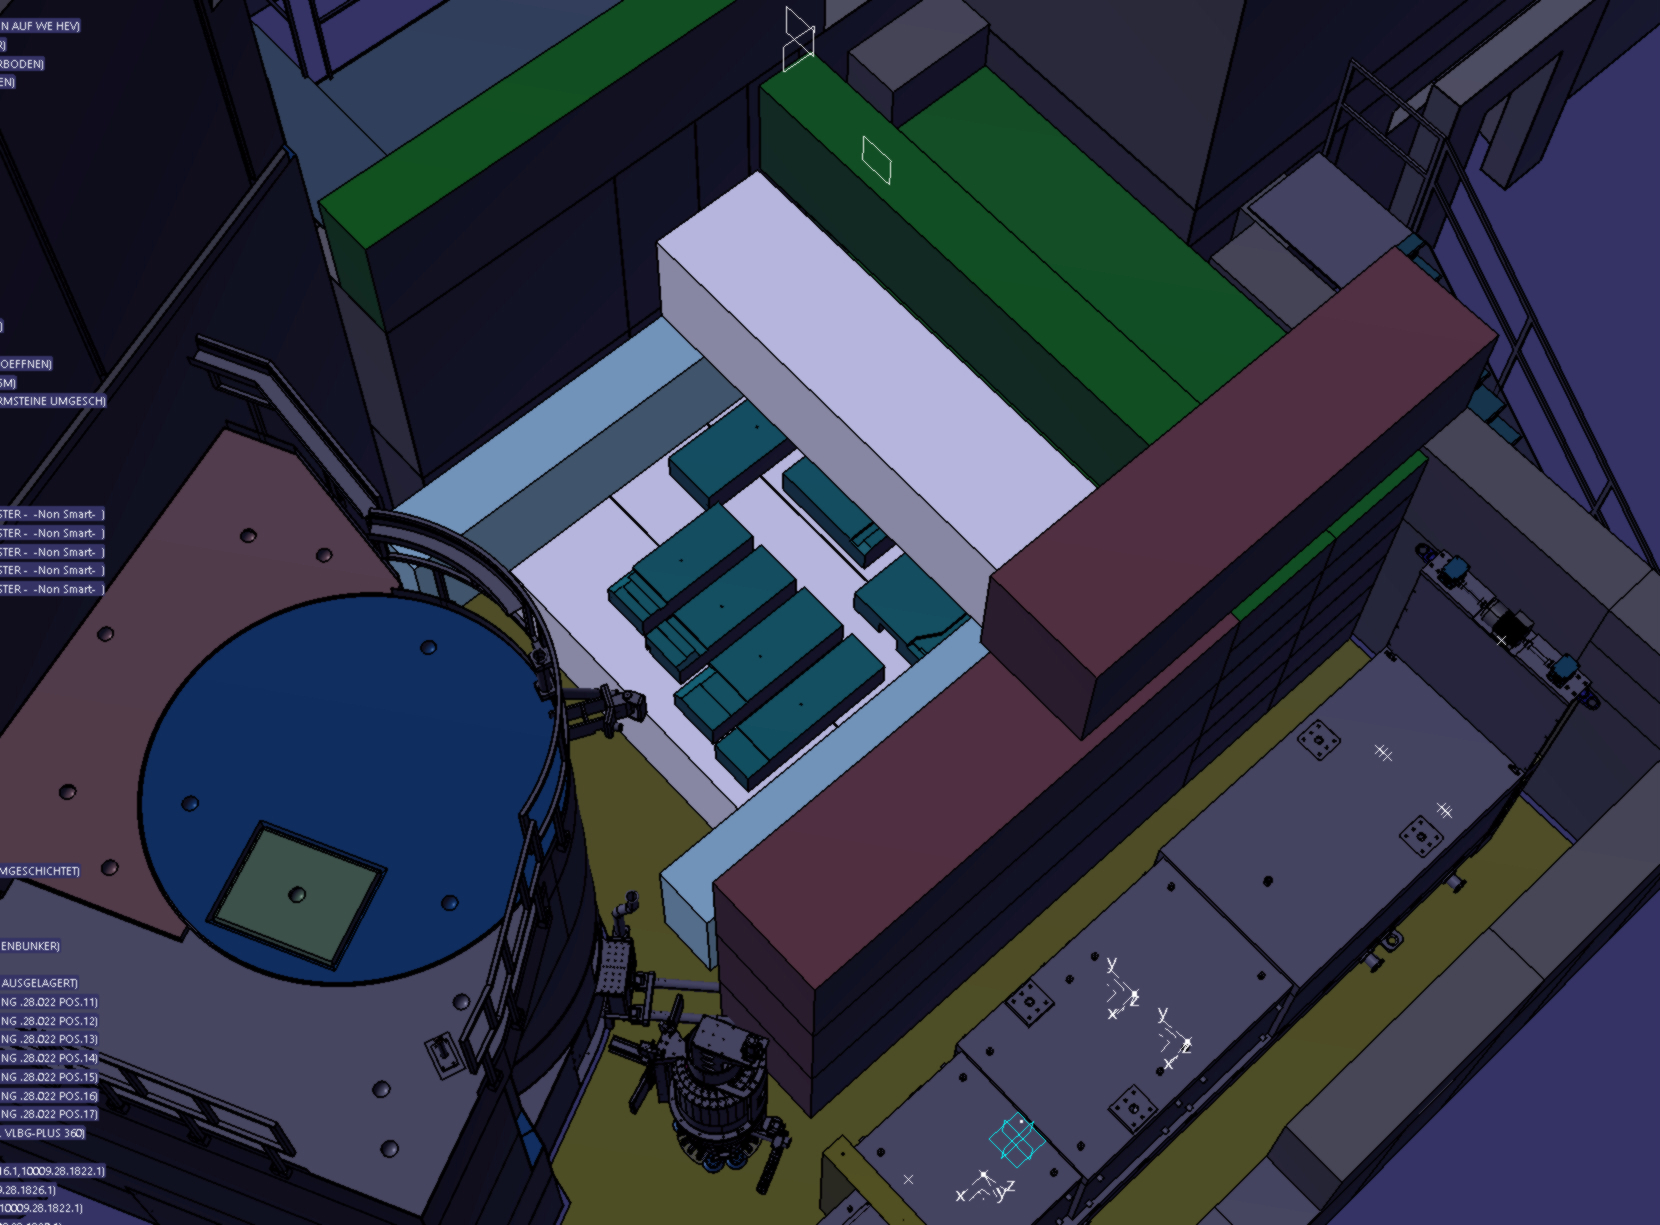 N AUF WE HEV)
R)
RBODEN)
EN)
)
OEFFNEN)
SM)
RMSTEINE UMGESCH)
STER - -Non Smart- )
STER - -Non Smart- )
STER - -Non Smart- )
STER - -Non Smart- )
STER - -Non Smart- )
MGESCHICHTET)
ENBUNKER)
AUSGELAGERT)
NG .28.022 POS.11)
NG .28.022 POS.12)
NG .28.022 POS.13)
NG .28.022 POS.14)
NG .28.022 POS.15)
NG .28.022 POS.16)
NG .28.022 POS.17)
. VLBG-PLUS 360)
16.1,10009.28.1822.1)
9.28.1826.1)
10009.28.1822.1)
y
z
x
y
z
x
x
y
z